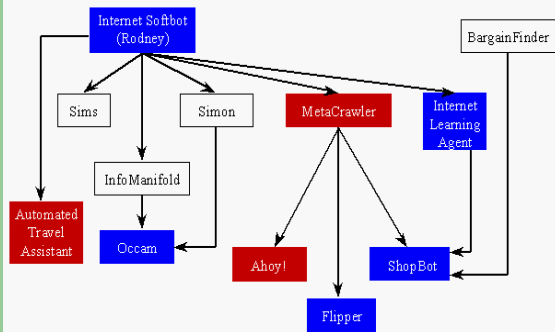 Internet Softbot
(Rodney)
BargainFinder
Sims
Simon
MetaCrawler
Internet
Learning
Agent
InfoManifold
Automated
Travel
Assistant
Occam
Ahoy!
ShopBot
Flipper